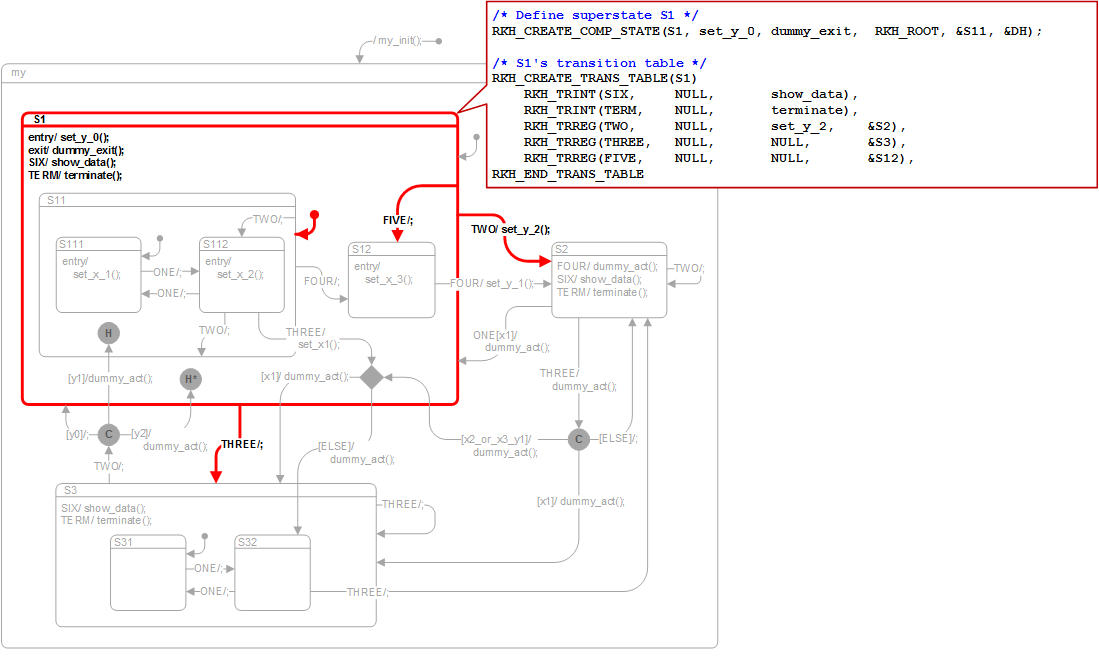 /* Define superstate S1 */
RKH_CREATE_COMP_STATE(S1, set_y_0, dummy_exit, RKH_ROOT, &S11, &DH);
/* S1's transition table */
RKH_CREATE_TRANS_TABLE(S1)
RKH_TRINT(SIX, NULL, show_data),
RKH_TRINT(TERM, NULL, terminate),
RKH_TRREG(TWO, NULL, set_y_2, &S2),
RKH_TRREG(THREE, NULL, NULL, &S3),
RKH_TRREG(FIVE, NULL, NULL, &S12),
RKH_END_TRANS_TABLE
/ my_init();
my
S1
entry/ set_y_0();
exit/ dummy_exit();
SIX/ show_data();
TERM/ terminate();
S11
TWO/;
S111
entry/
set_x_1();
ONE/;
ONE/;
S112
entry/
set_x_2();
FOUR/;
FIVE/;
S12
entry/
set_x_3();
TWO/ set_y_2();
FOUR/ set_y_1();
S2
FOUR/ dummy_act();
SIX/ show_data();
TERM/ terminate();
TWO/;
TWO/;
THREE/
set_x1();
ONE[x1]/
dummy_act();
H
H*
[y1]/dummy_act();
[x1]/ dummy_act();
THREE/
dummy_act();
[y0]/;
C
[y2]/
dummy_act();
THREE/;
[ELSE]/
dummy_act();
[x2_or_x3_y1]/
dummy_act();
C
[ELSE]/;
TWO/;
[x1]/ dummy_act();
S3
SIX/ show_data();
TERM/ terminate();
THREE/;
S31
S32
ONE/;
ONE/;
THREE/;